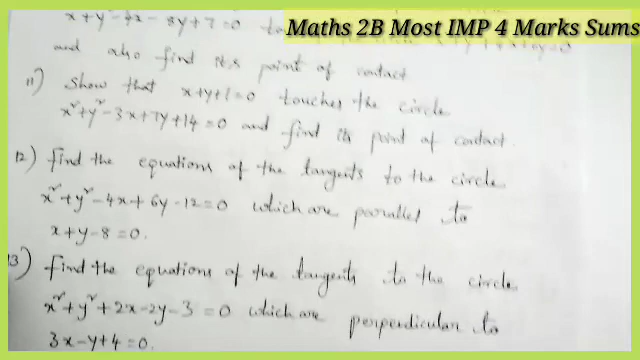 Maths 2B Most IMP 4 Marks Sums
and also find its point of contact
11) Show that x+y+1=0 touches the circle
x²+y²-3x+7y+14=0 and find its point of contact.
12) Find the equations of the tangents to the circle
x²+y²-4x+6y-12=0 which are parallel to
x+y-8=0.
13) Find the equations of the tangents to the circle
x²+y²+2x-2y-3=0 which are perpendicular to
3x-y+4=0.